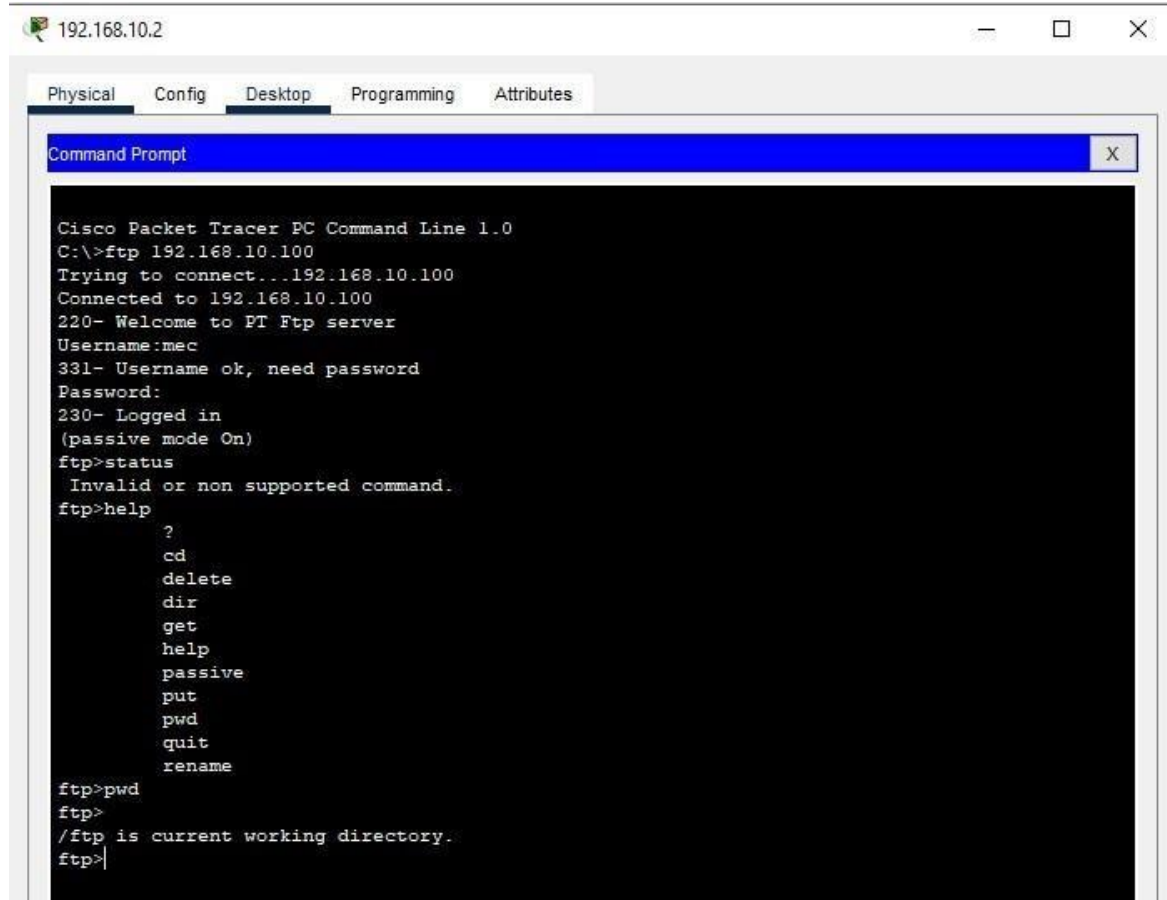 192.168.10.2
Physical Config Desktop Programming Attributes
Command Prompt X
Cisco Packet Tracer PC Command Line 1.0
C:\>ftp 192.168.10.100
Trying to connect...192.168.10.100
Connected to 192.168.10.100
220- Welcome to PT Ftp server
Username:mec
331- Username ok, need password
Password:
230- Logged in
(passive mode On)
ftp>status
Invalid or non supported command.
ftp>help
?
cd
delete
dir
get
help
passive
put
pwd
quit
rename
ftp>pwd
ftp>
/ftp is current working directory.
ftp>